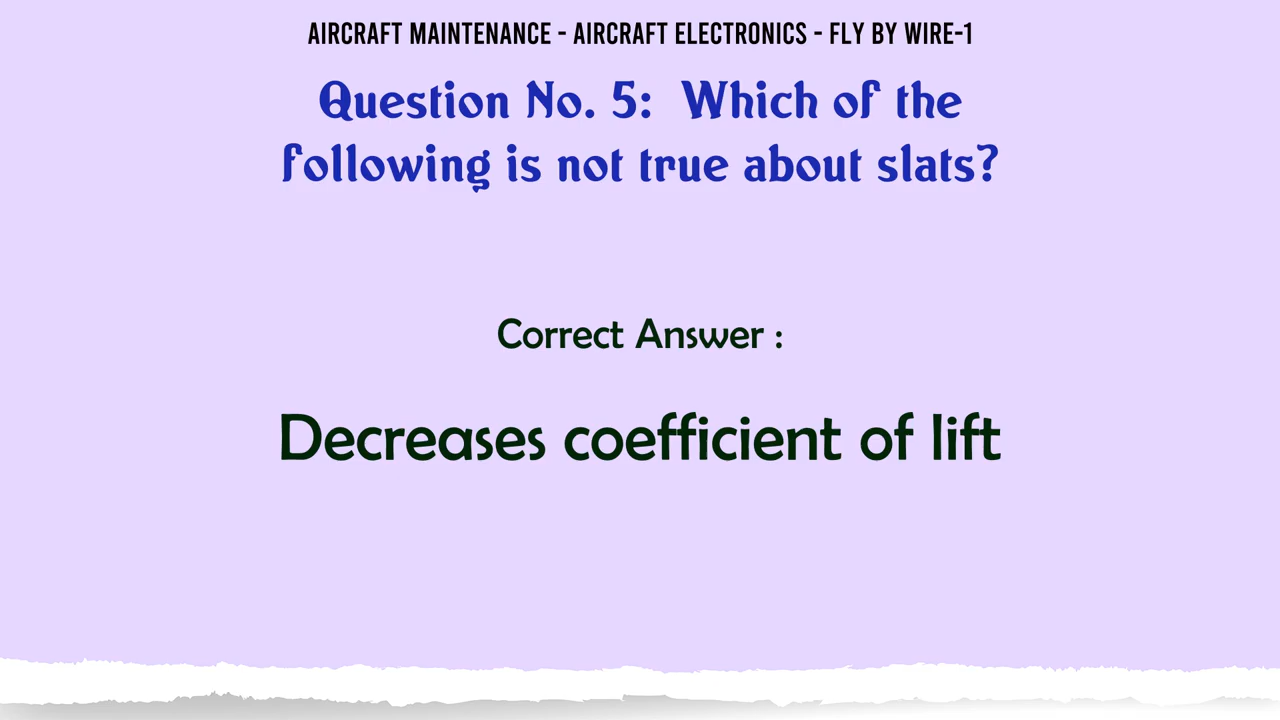 AIRCRAFT MAINTENANCE - AIRCRAFT ELECTRONICS - FLY BY WIRE-1
Question No. 5: Which of the
following is not true about slats?
Correct Answer :
Decreases coefficient of lift